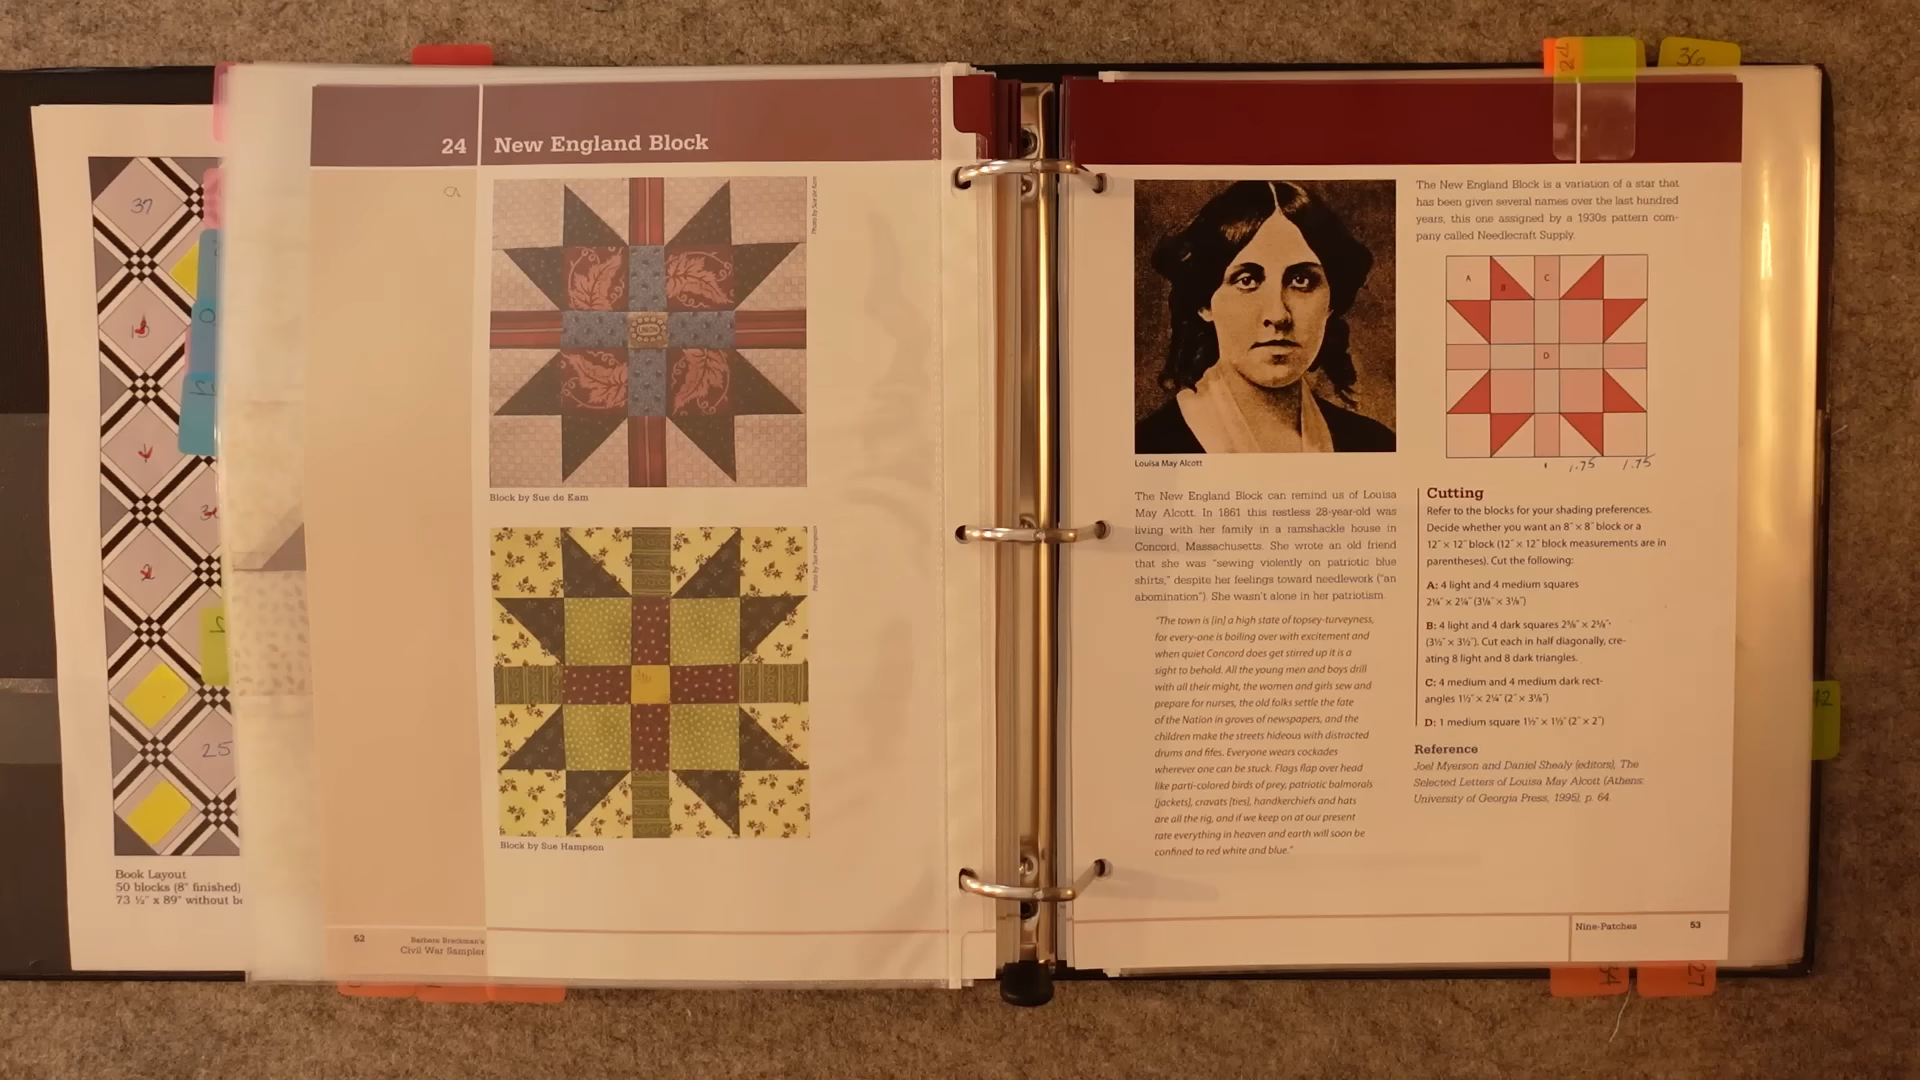 37
25
Book Layout
50 blocks (8" finished)
73 ½" x 89" without
24 New England Block
a
Photo by Sue de Kam
UNION
Block by Sue de Kam
Photo by Sue Hampson
Block by Sue Hampson
52
Barbara Brackman's
Civil War Sampler
24
36
Louisa May Alcott
The New England Block can remind us of Louisa
May Alcott. In 1861 this restless 28-year-old was
living with her family in a ramshackle house in
Concord, Massachusetts. She wrote an old friend
that she was "sewing violently on patriotic blue
shirts," despite her feelings toward needlework ("an
abomination"). She wasn't alone in her patriotism.
"The town is [in] a high state of topsey-turveyness,
for every-one is boiling over with excitement and
when quiet Concord does get stirred up it is a
sight to behold. All the young men and boys drill
with all their might, the women and girls sew and
prepare for nurses, the old folks settle the fate
of the Nation in groves of newspapers, and the
children make the streets hideous with distracted
drums and fifes. Everyone wears cockades
wherever one can be stuck. Flags flap over head
like parti-colored birds of prey, patriotic balmorals
[jackets], cravats [ties], handkerchiefs and hats
are all the rig, and if we keep on at our present
rate everything in heaven and earth will soon be
confined to red white and blue."
The New England Block is a variation of a star that
has been given several names over the last hundred
years, this one assigned by a 1930s pattern com-
pany called Needlecraft Supply.
A
B
C
D
1 1.75 1.75
Cutting
Refer to the blocks for your shading preferences.
Decide whether you want an 8" × 8" block or a
12" × 12" block (12" × 12" block measurements are in
parentheses). Cut the following:
A: 4 light and 4 medium squares
2¼" × 2¼" (3⅛" × 3⅛")
B: 4 light and 4 dark squares 2⅝" × 2⅝"
(3½" × 3½"). Cut each in half diagonally, cre-
ating 8 light and 8 dark triangles.
C: 4 medium and 4 medium dark rect-
angles 1½" × 2¼" (2" × 3⅛")
D: 1 medium square 1½" × 1½" (2" × 2")
Reference
Joel Myerson and Daniel Shealy (editors), The
Selected Letters of Louisa May Alcott (Athens:
University of Georgia Press, 1995), p. 64.
Nine-Patches 53
27